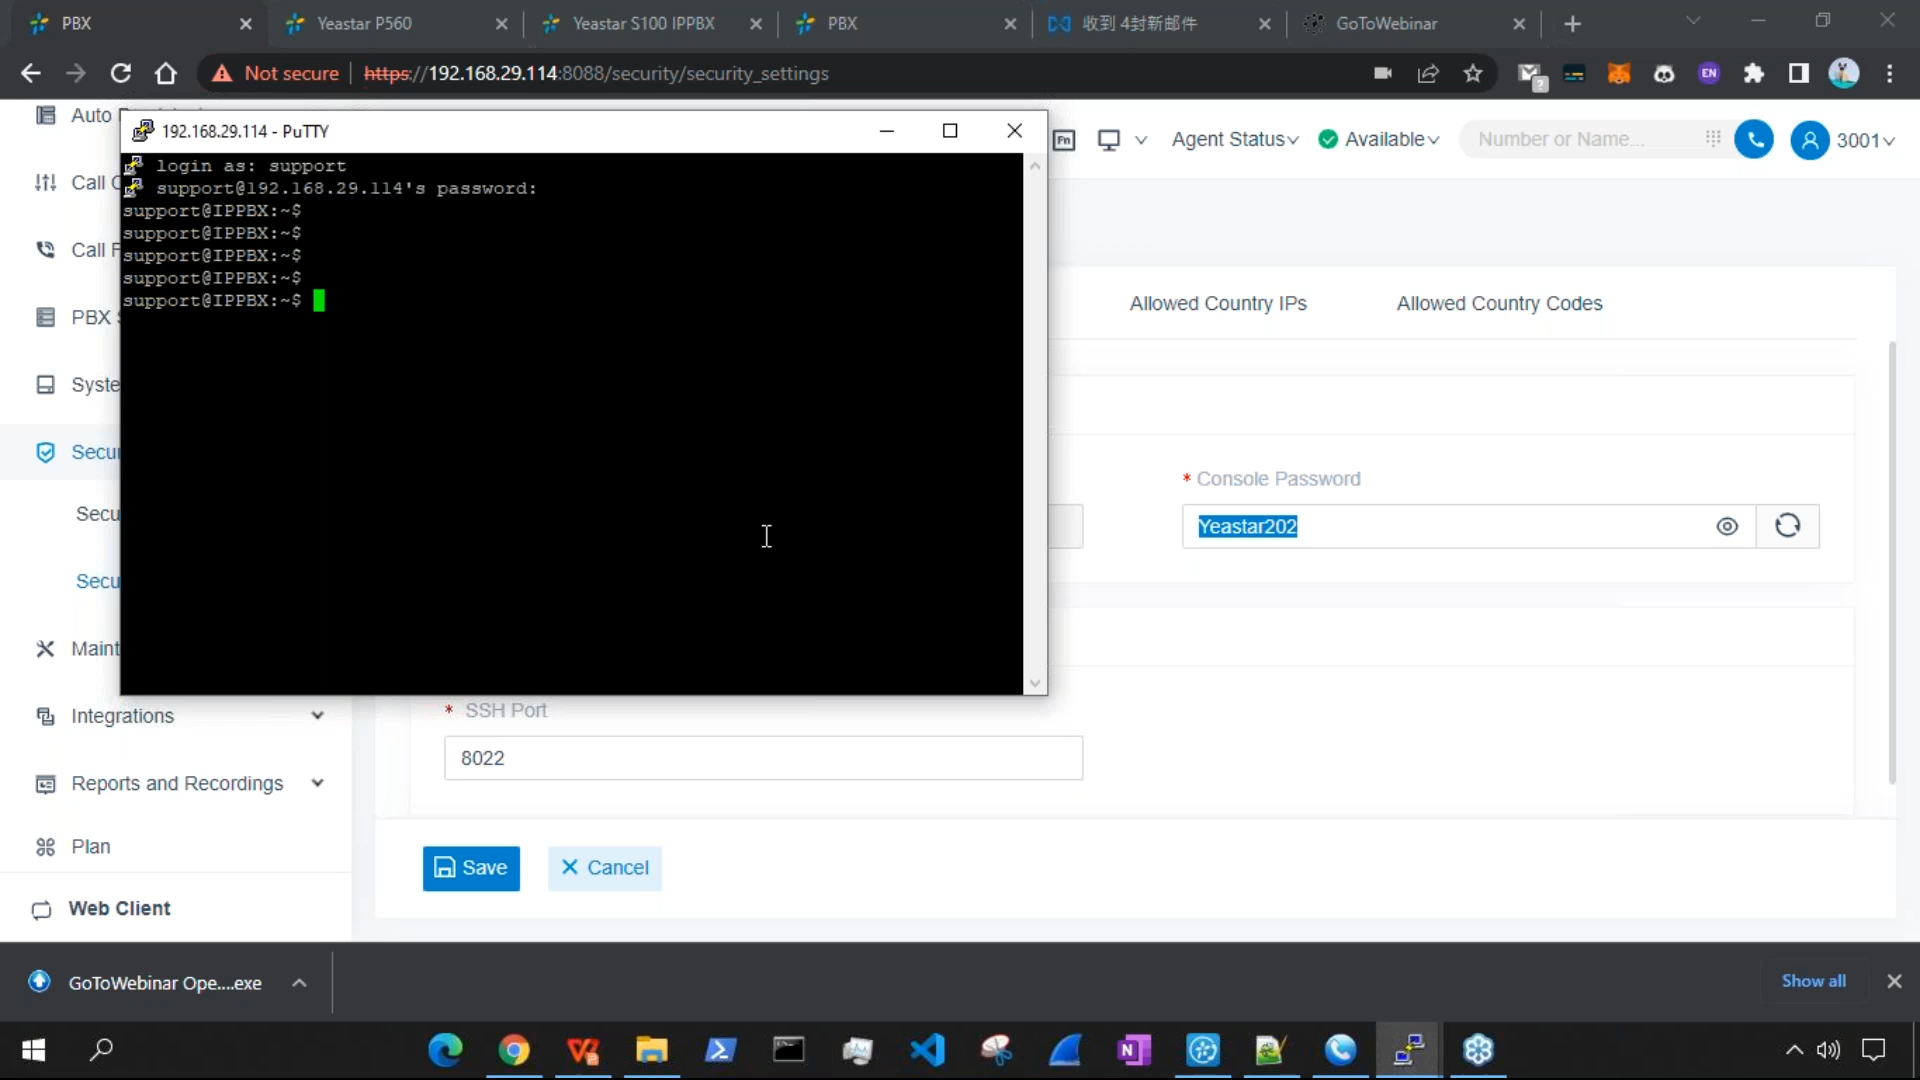 PBX
Yeastar P560
Yeastar S100 IPPBX
PBX
收到 4封新邮件
GoToWebinar
Not secure
https://192.168.29.114:8088/security/security_settings
?
EN
Auto
192.168.29.114 - PuTTY
Fn
Agent Status
Available
Number or Name...
3001
login as: support
support@192.168.29.114's password:
support@IPPBX:~$
support@IPPBX:~$
support@IPPBX:~$
support@IPPBX:~$
support@IPPBX:~$
Call C
Call F
PBX S
Syste
Secur
Secu
Secu
Maint
Integrations
Reports and Recordings
Plan
Web Client
Allowed Country IPs
Allowed Country Codes
* Console Password
Yeastar202
* SSH Port
8022
Save
Cancel
GoToWebinar Ope....exe
Show all
N